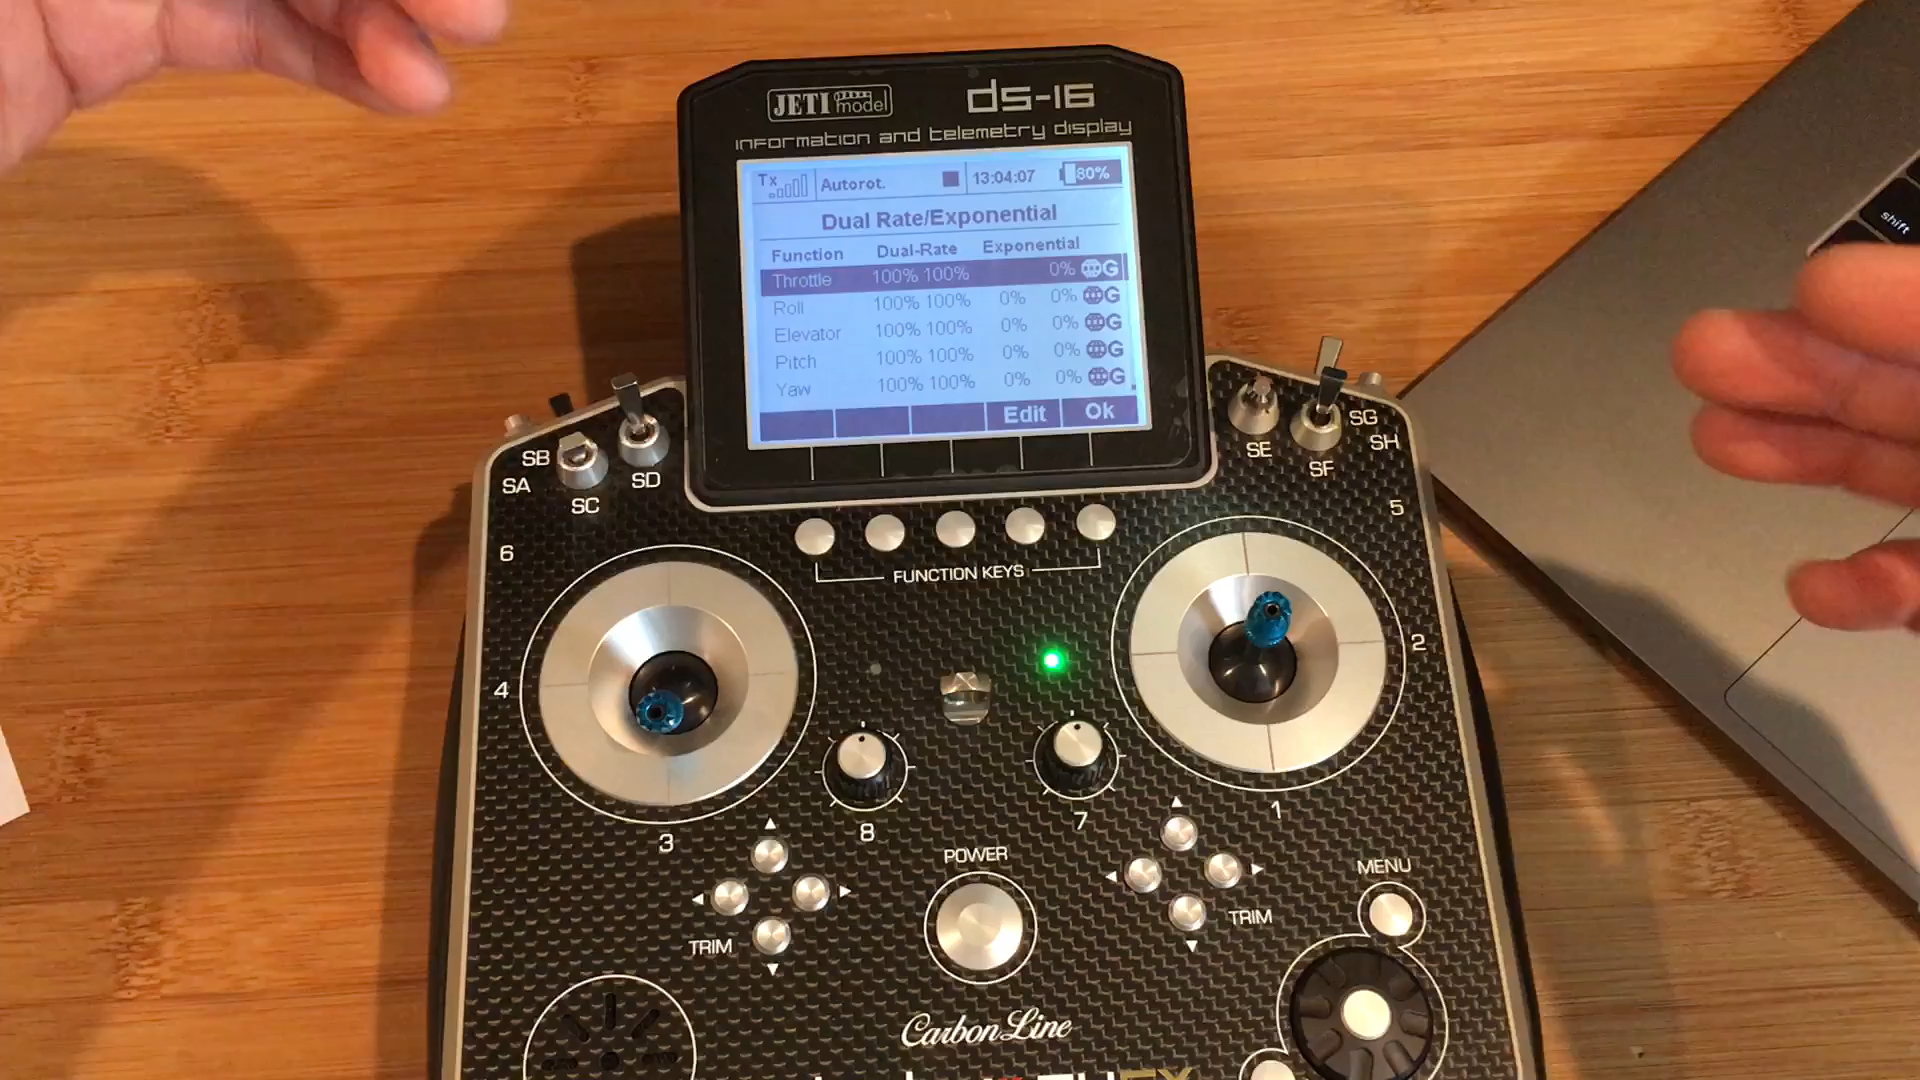 JETI model ds-16
information and telemetry display
Tx Autorot. 13:04:07 80%
Dual Rate/Exponential
Function Dual-Rate Exponential
Throttle 100% 100% 0% G
Roll 100% 100% 0% 0% G
Elevator 100% 100% 0% 0% G
Pitch 100% 100% 0% 0% G
Yaw 100% 100% 0% 0% G
Edit Ok
shift
SB
SA
SC
SD
SE
SF
SG
SH
6
5
FUNCTION KEYS
4
2
3
8
7
1
POWER
MENU
TRIM
TRIM
Carbon Line